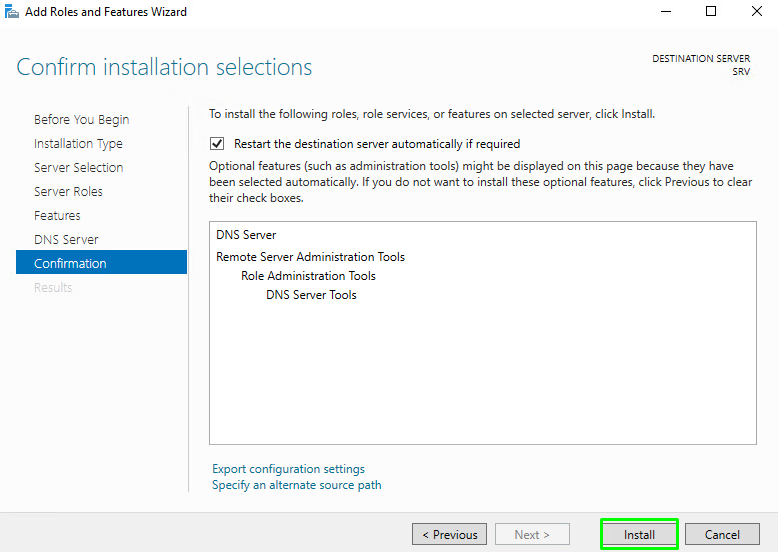 Add Roles and Features Wizard
Confirm installation selections
DESTINATION SERVER
SRV
Before You Begin
Installation Type
Server Selection
Server Roles
Features
DNS Server
Confirmation
Results
To install the following roles, role services, or features on selected server, click Install.
Restart the destination server automatically if required
Optional features (such as administration tools) might be displayed on this page because they have
been selected automatically. If you do not want to install these optional features, click Previous to clear
their check boxes.
DNS Server
Remote Server Administration Tools
Role Administration Tools
DNS Server Tools
Export configuration settings
Specify an alternate source path
< Previous
Next >
Install
Cancel